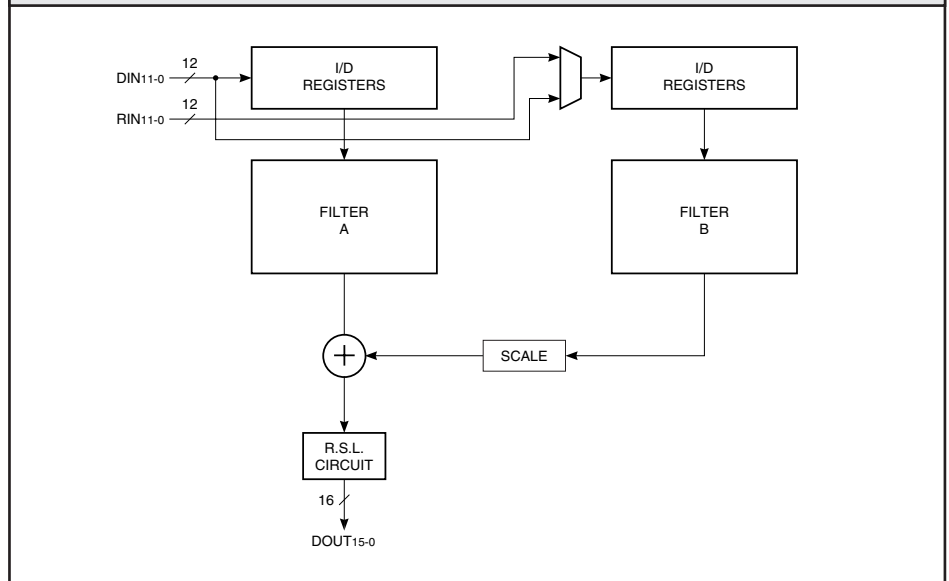 12
DIN11-0
I/D
REGISTERS
I/D
REGISTERS
12
RIN11-0
FILTER
A
FILTER
B
+
SCALE
R.S.L.
CIRCUIT
16
DOUT15-0